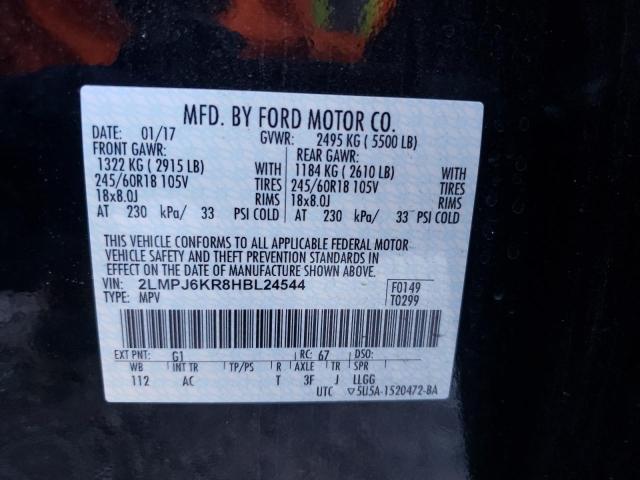 MFD. BY FORD MOTOR CO.
DATE: 01/17 GVWR: 2495 KG ( 5500 LB)
FRONT GAWR: REAR GAWR:
1322 KG ( 2915 LB) WITH 1184 KG ( 2610 LB) WITH
245/60R18 105V TIRES 245/60R18 105V TIRES
18x8.0J RIMS 18x8.0J RIMS
AT 230 kPa/ 33 PSI COLD AT 230 kPa/ 33 PSI COLD
THIS VEHICLE CONFORMS TO ALL APPLICABLE FEDERAL MOTOR
VEHICLE SAFETY AND THEFT PREVENTION STANDARDS IN
EFFECT ON THE DATE OF MANUFACTURE SHOWN ABOVE.
VIN: 2LMPJ6KR8HBL24544 F0149
TYPE: MPV T0299
EXT PNT: G1 RC: 67 DSO:
WB INT TR TP/PS R AXLE TR SPR
112 AC T 3F J LLGG
UTC ▽5U5A-1520472-BA